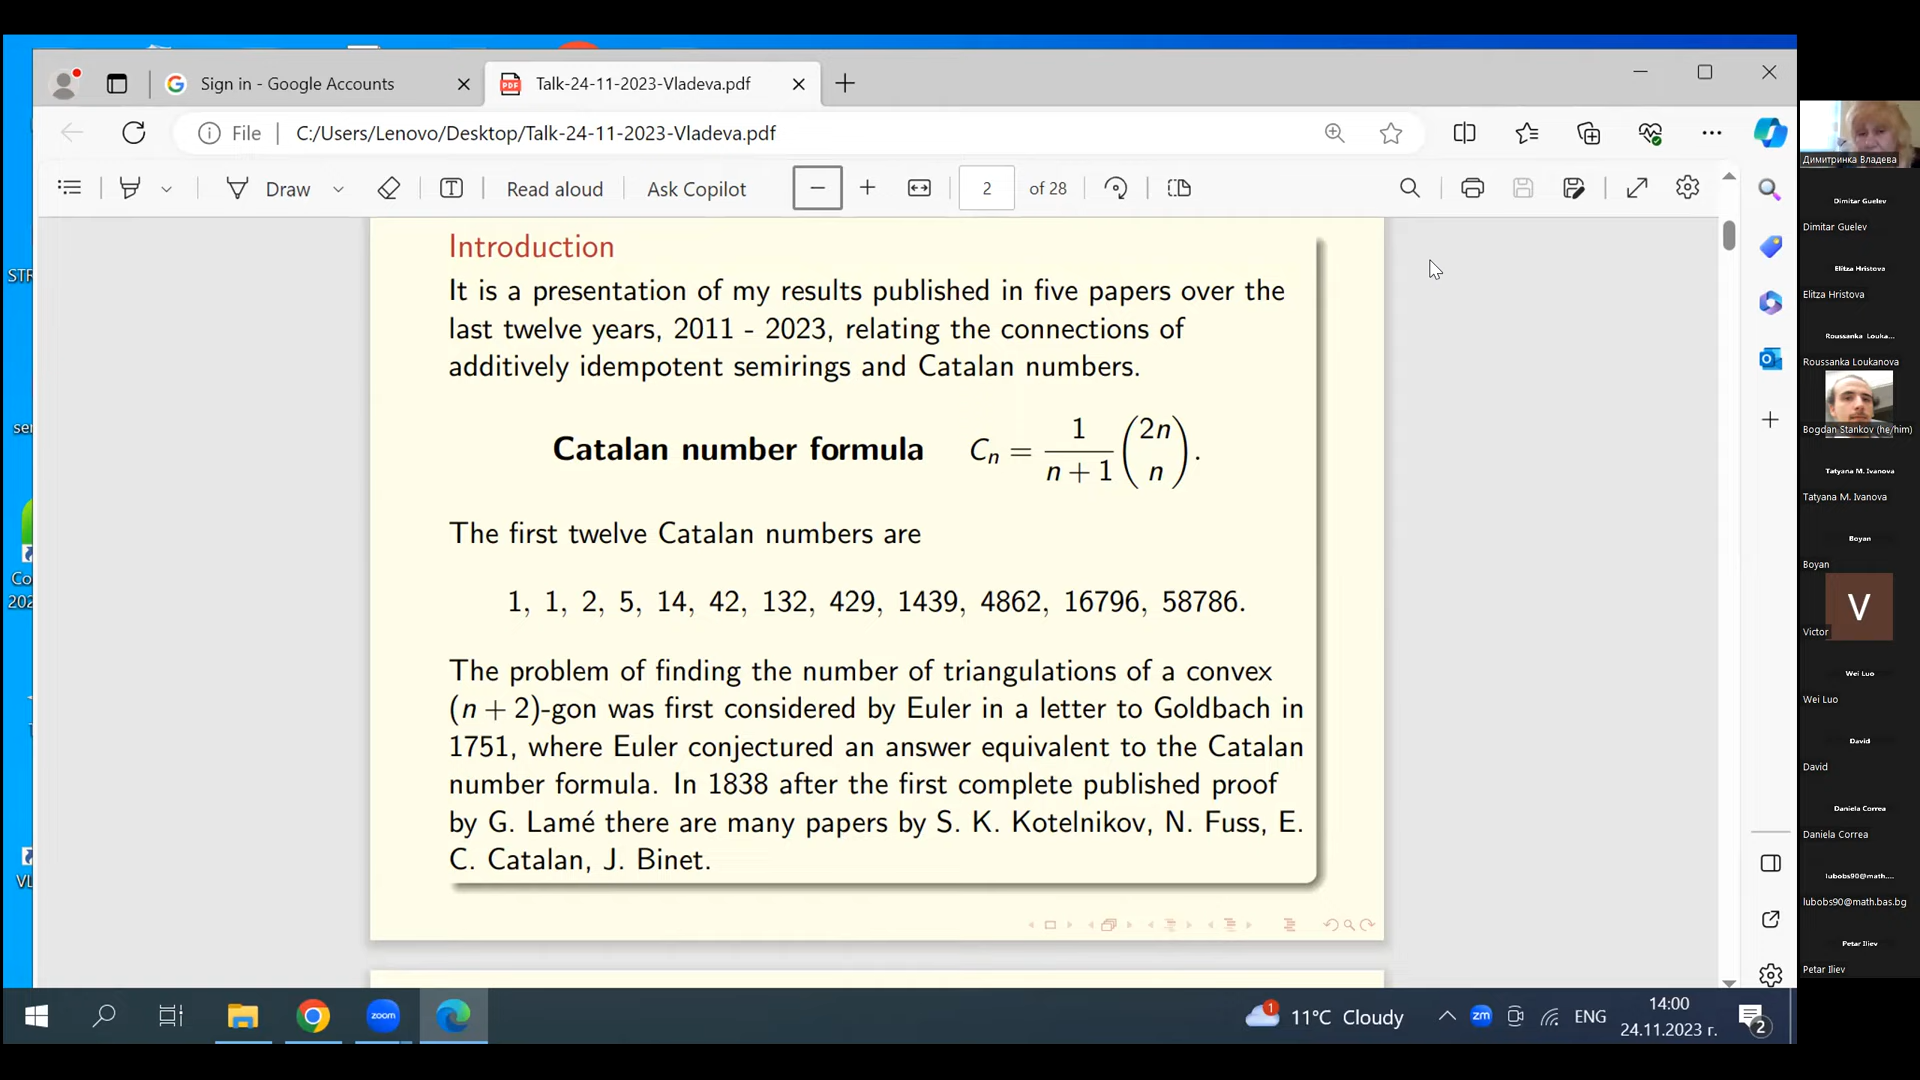 Sign in - Google Accounts
Talk-24-11-2023-Vladeva.pdf
File
C:/Users/Lenovo/Desktop/Talk-24-11-2023-Vladeva.pdf
Draw
Read aloud
Ask Copilot
2
of 28
Introduction
It is a presentation of my results published in five papers over the
last twelve years, 2011 - 2023, relating the connections of
additively idempotent semirings and Catalan numbers.
Catalan number formula C_n = \frac{1}{n+1}\binom{2n}{n}.
The first twelve Catalan numbers are
1, 1, 2, 5, 14, 42, 132, 429, 1439, 4862, 16796, 58786.
The problem of finding the number of triangulations of a convex
(n + 2)-gon was first considered by Euler in a letter to Goldbach in
1751, where Euler conjectured an answer equivalent to the Catalan
number formula. In 1838 after the first complete published proof
by G. Lamé there are many papers by S. K. Kotelnikov, N. Fuss, E.
C. Catalan, J. Binet.
Димитринка Владева
Dimitar Guelev
Dimitar Guelev
Elitza Hristova
Elitza Hristova
Roussanka Louka...
Roussanka Loukanova
Bogdan Stankov (he/him)
Tatyana M. Ivanova
Tatyana M. Ivanova
Boyan
Boyan
V
Victor
Wei Luo
Wei Luo
David
David
Daniela Correa
Daniela Correa
lubobs90@math....
lubobs90@math.bas.bg
Petar Iliev
Petar Iliev
zoom
1
11°C Cloudy
zm
ENG
14:00
24.11.2023 г.
2